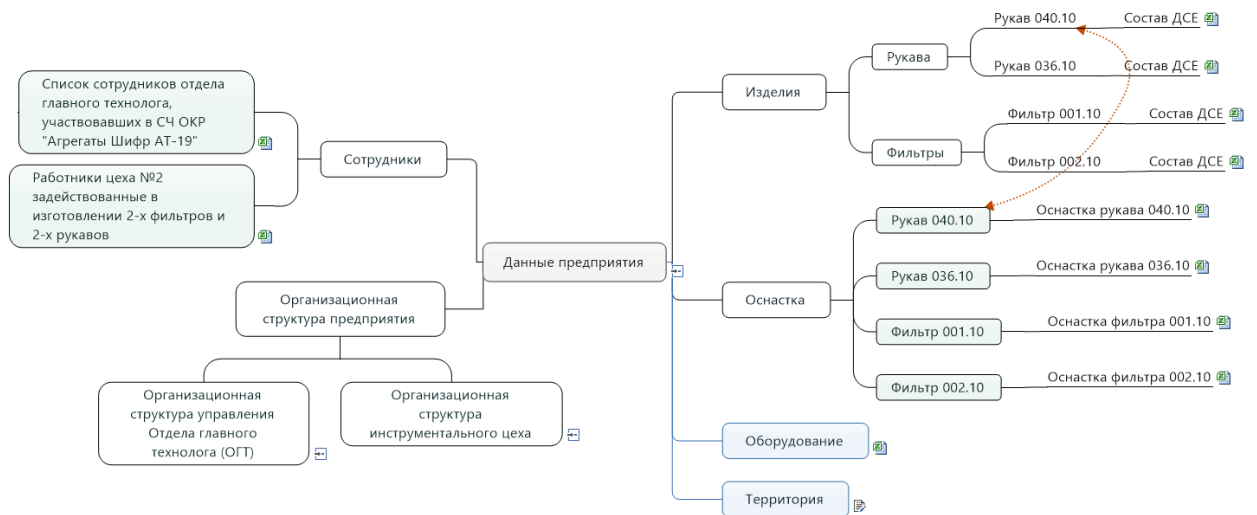 Список сотрудников отдела
главного технолога,
участвовавших в СЧ ОКР
"Агрегаты Шифр АТ-19"
Работники цеха №2
задействованные в
изготовлении 2-х фильтров и
2-х рукавов
Сотрудники
Данные предприятия
Организационная
структура предприятия
Организационная
структура управления
Отдела главного
технолога (ОГТ)
Организационная
структура
инструментального цеха
Изделия
Рукава
Рукав 040.10
Состав ДСЕ
Рукав 036.10
Состав ДСЕ
Фильтры
Фильтр 001.10
Состав ДСЕ
Фильтр 002.10
Состав ДСЕ
Оснастка
Рукав 040.10
Оснастка рукава 040.10
Рукав 036.10
Оснастка рукава 036.10
Фильтр 001.10
Оснастка фильтра 001.10
Фильтр 002.10
Оснастка фильтра 002.10
Оборудование
Территория